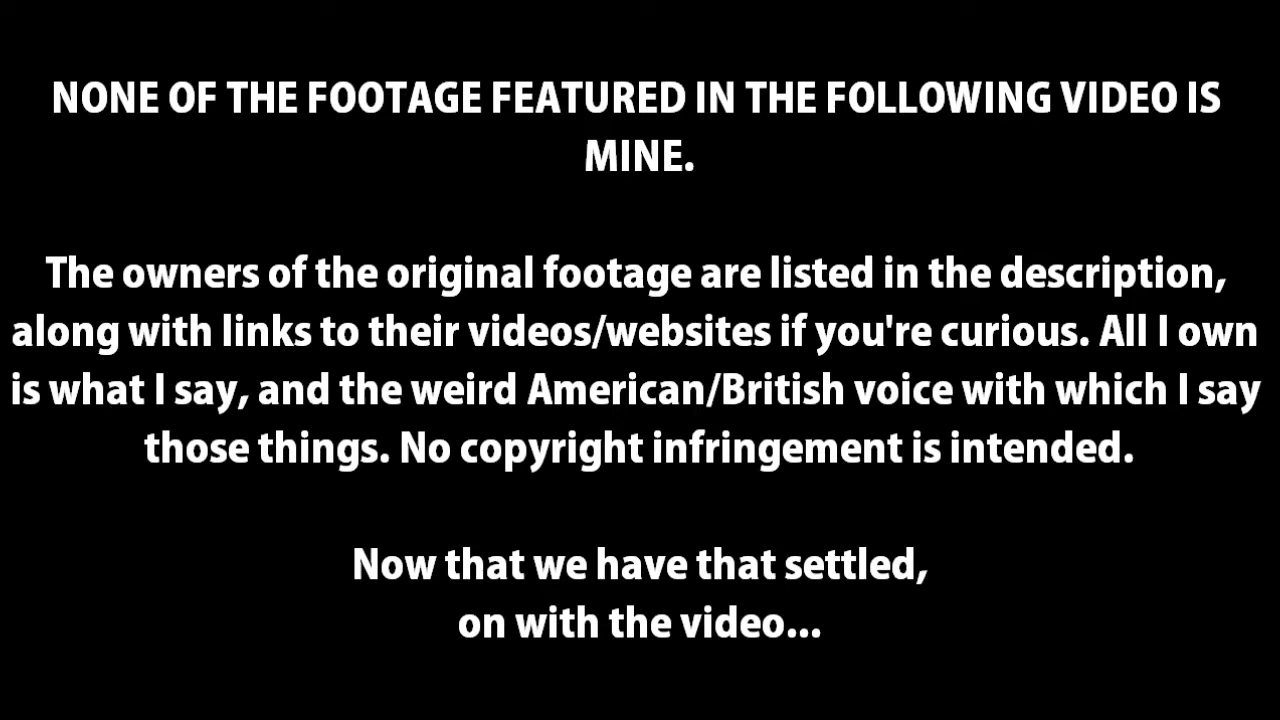 NONE OF THE FOOTAGE FEATURED IN THE FOLLOWING VIDEO IS
MINE.
The owners of the original footage are listed in the description,
along with links to their videos/websites if you're curious. All I own
is what I say, and the weird American/British voice with which I say
those things. No copyright infringement is intended.
Now that we have that settled,
on with the video...